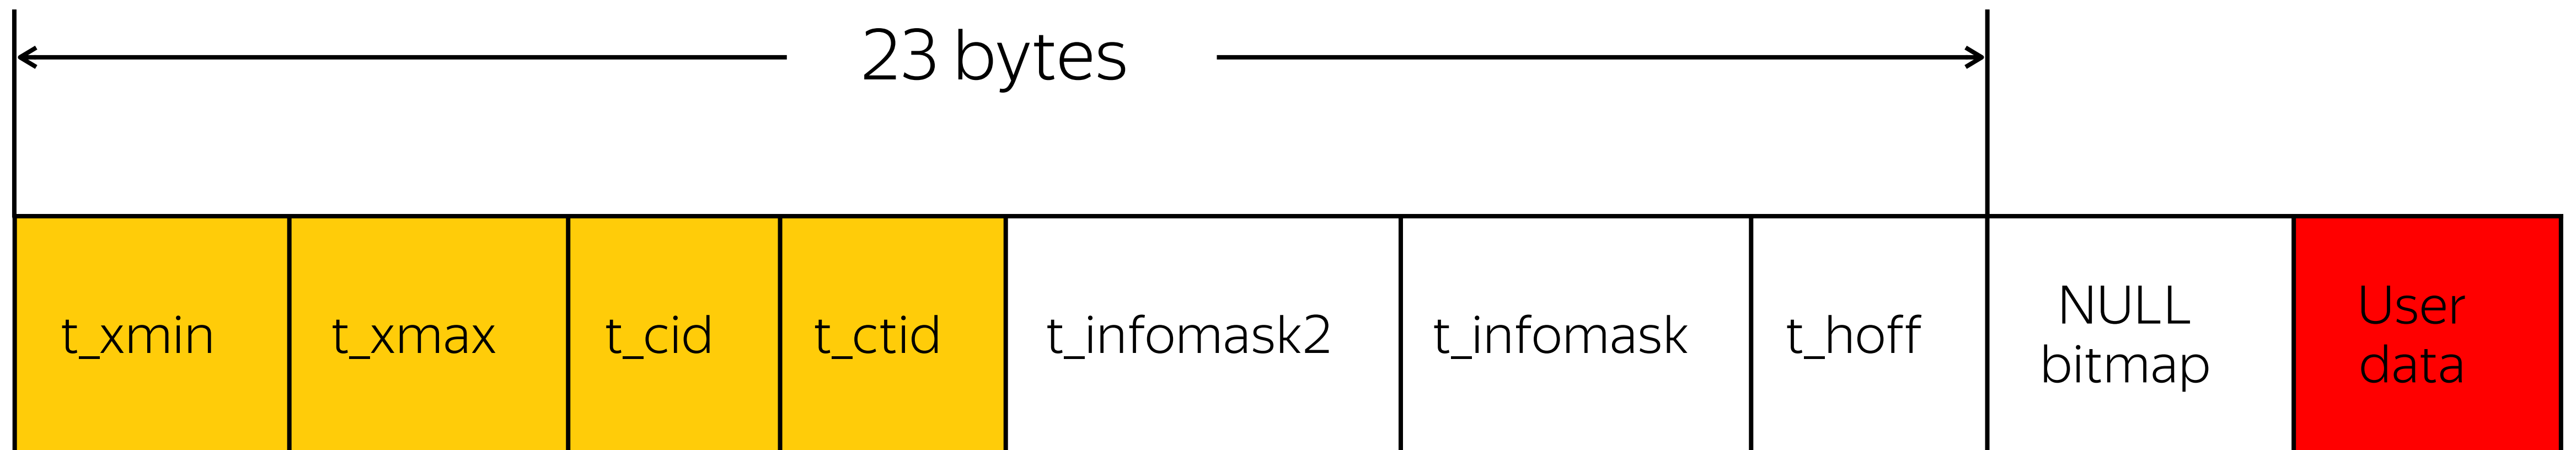 23 bytes
t_xmin
t_xmax
t_cid
t_ctid
t_infomask2
t_infomask
t_hoff
NULL
bitmap
User
data